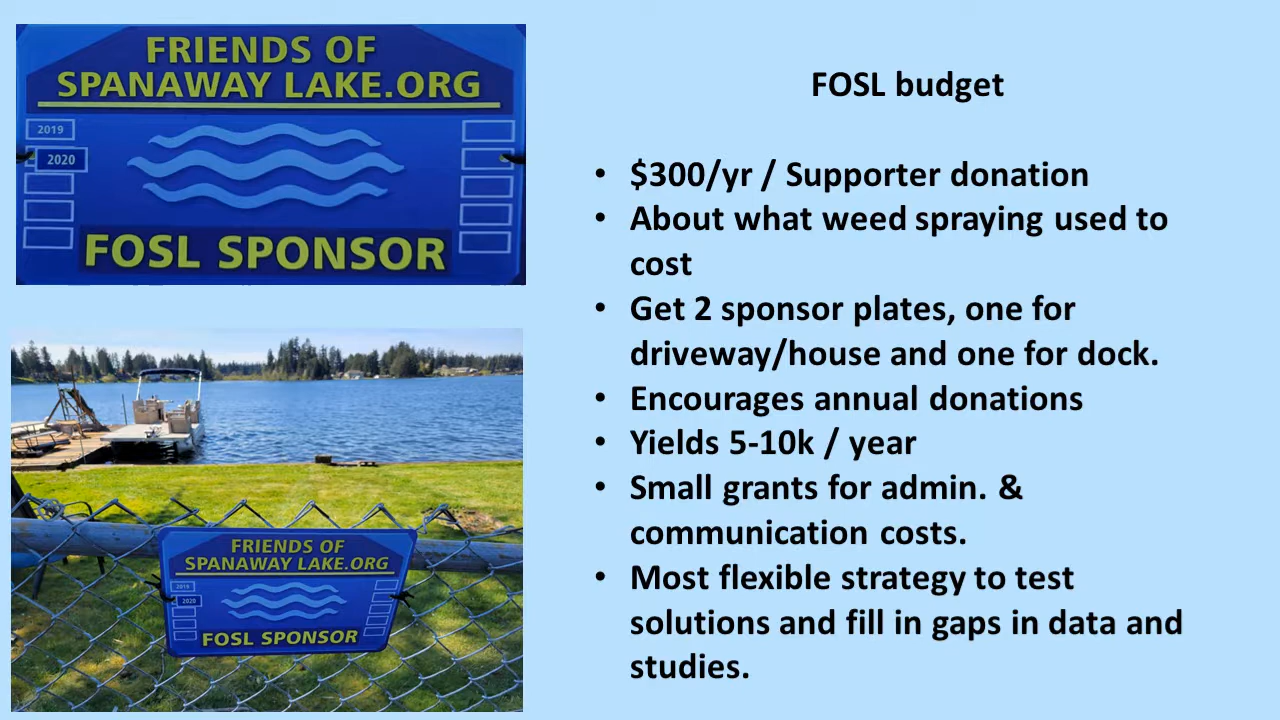 FRIENDS OF
SPANAWAY LAKE.ORG
2019
2020
FOSL SPONSOR
FRIENDS OF
SPANAWAY LAKE.ORG
2019
2020
FOSL SPONSOR
FOSL budget
• $300/yr / Supporter donation
• About what weed spraying used to
cost
• Get 2 sponsor plates, one for
driveway/house and one for dock.
• Encourages annual donations
• Yields 5-10k / year
• Small grants for admin. &
communication costs.
• Most flexible strategy to test
solutions and fill in gaps in data and
studies.